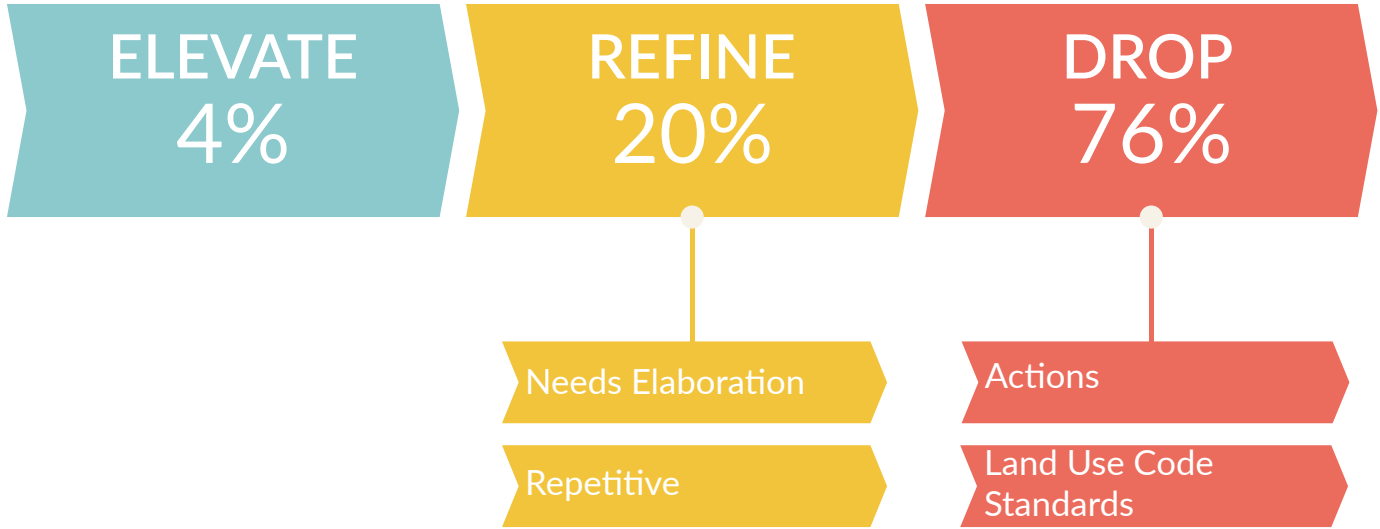 ELEVATE
4%
REFINE
20%
DROP
76%
Needs Elaboration
Repetitive
Actions
Land Use Code
Standards